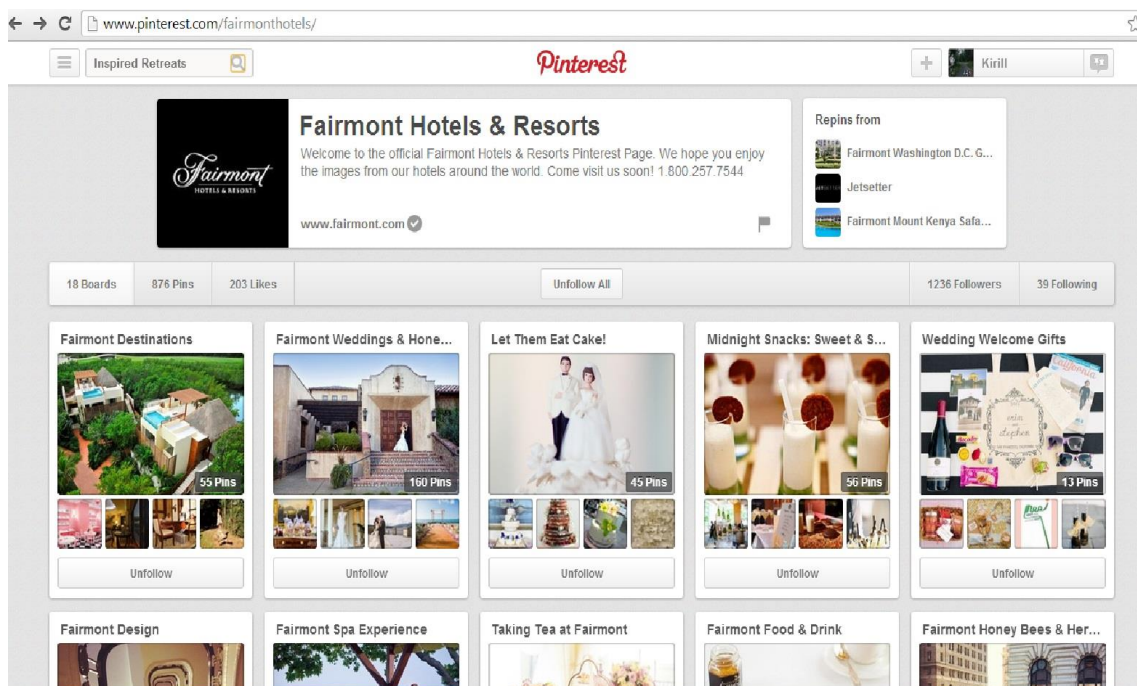 www.pinterest.com/fairmonthotels/
Inspired Retreats
Pinterest
Kirill
Fairmont
HOTELS & RESORTS
Fairmont Hotels & Resorts
Welcome to the official Fairmont Hotels & Resorts Pinterest Page. We hope you enjoy
the images from our hotels around the world. Come visit us soon! 1.800.257.7544
www.fairmont.com
Repins from
Fairmont Washington D.C. G...
Jetsetter
Fairmont Mount Kenya Safa...
18 Boards 876 Pins 203 Likes Unfollow All 1236 Followers 39 Following
Fairmont Destinations
55 Pins
Unfollow
Fairmont Weddings & Hone...
160 Pins
Unfollow
Let Them Eat Cake!
45 Pins
Unfollow
Midnight Snacks: Sweet & S...
56 Pins
Unfollow
Wedding Welcome Gifts
California
erin
stephen
13 Pins
Unfollow
Fairmont Design
Fairmont Spa Experience
Taking Tea at Fairmont
Fairmont Food & Drink
Fairmont Honey Bees & Her...